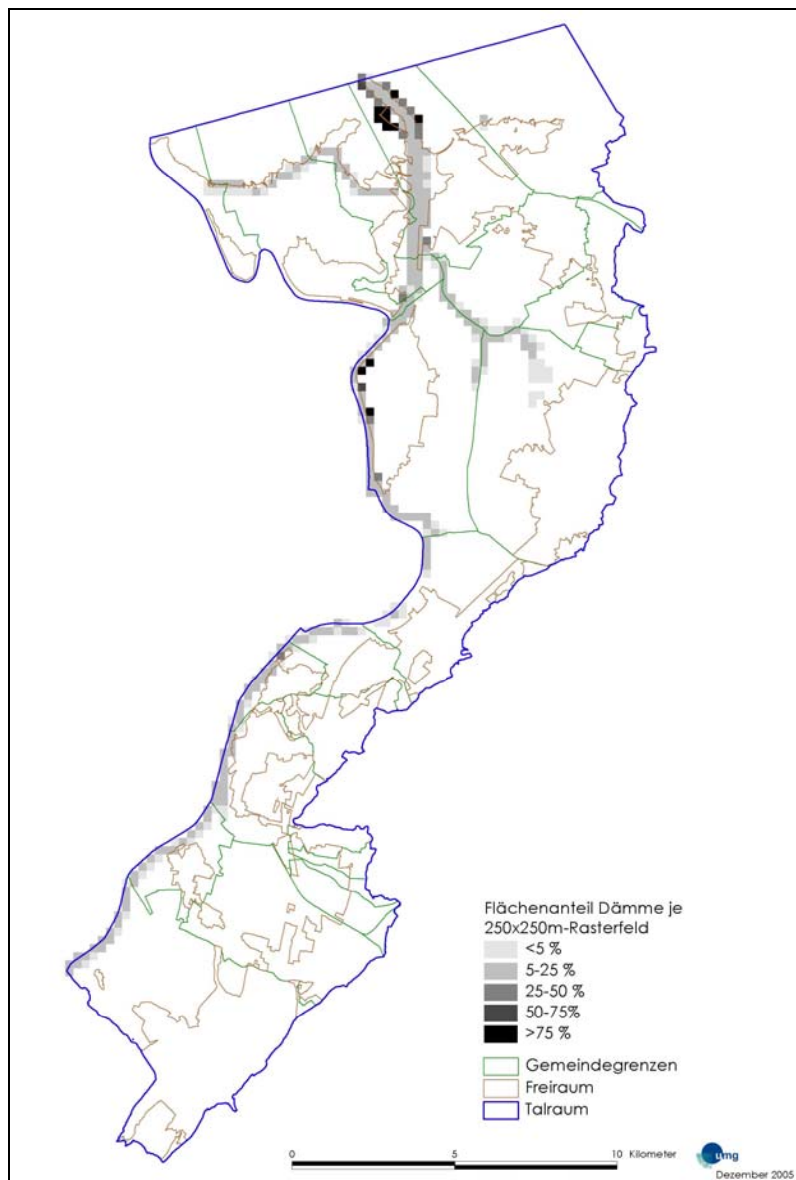 Flächenanteil Dämme je
250x250m-Rasterfeld
<5 %
5-25 %
25-50 %
50-75%
>75 %
Gemeindegrenzen
Freiraum
Talraum
0 5 Kilometer 10
umg
Dezember 2005